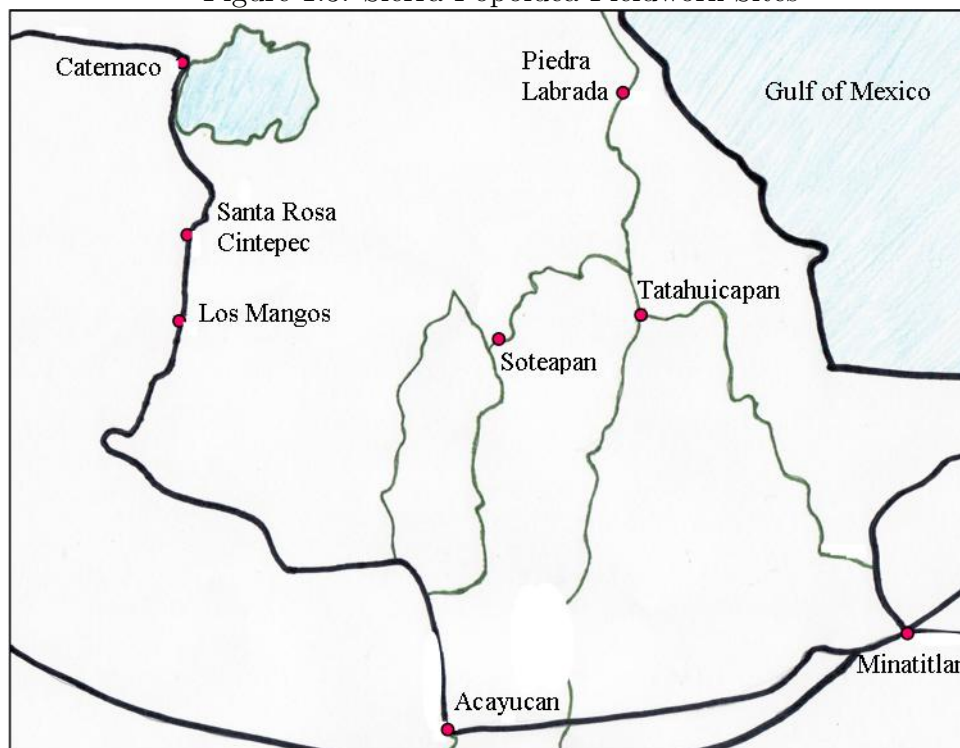 Figure 1.3: Sierra Popoluca Fieldwork Sites
Catemaco
Piedra
Labrada
Gulf of Mexico
Santa Rosa
Cintepec
Los Mangos
Tatahuicapan
Soteapan
Minatitlan
Acayucan